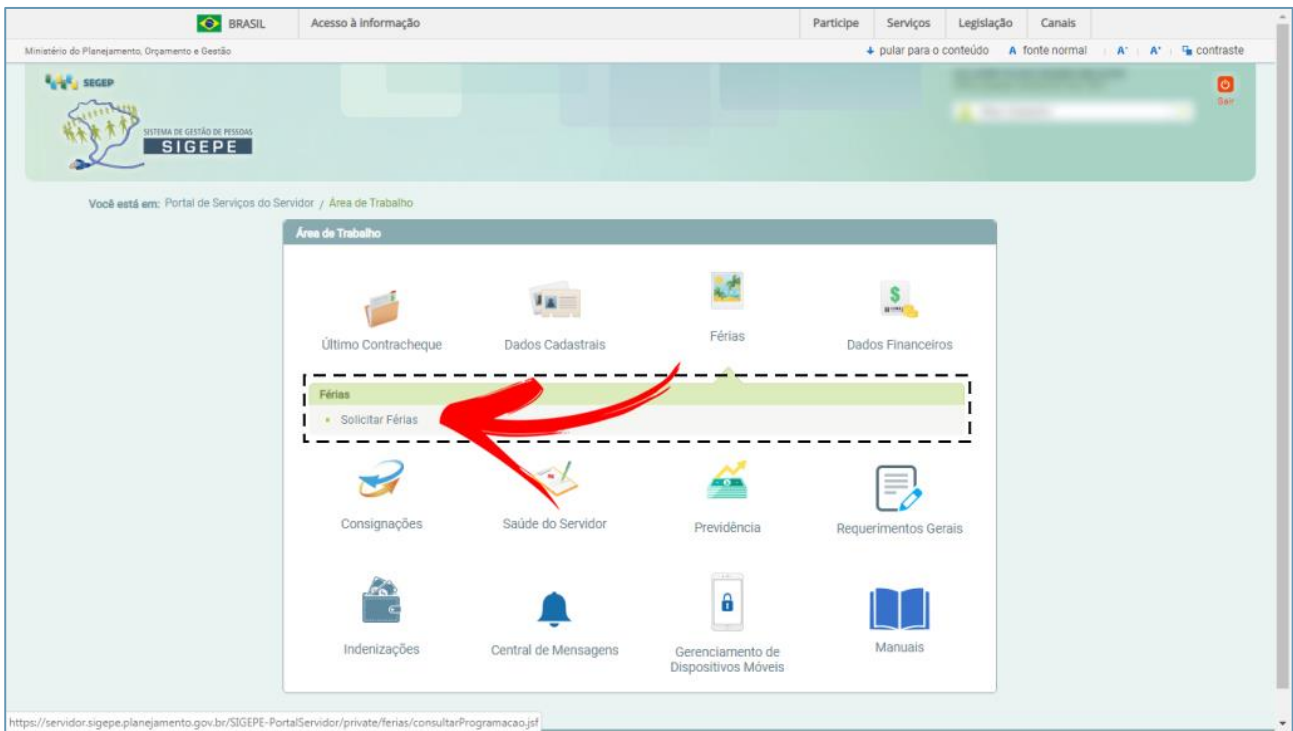 BRASIL Acesso à informação Participe Serviços Legislação Canais
Ministério do Planejamento, Orçamento e Gestão pular para o conteúdo A fonte normal A- A+ contraste
SEGEP
Sair
SISTEMA DE GESTÃO DE PESSOAS
SIGEPE
Você está em: Portal de Serviços do Servidor / Área de Trabalho
Área de Trabalho
Último Contracheque Dados Cadastrais Férias Dados Financeiros
Férias
Solicitar Férias
Consignações Saúde do Servidor Previdência Requerimentos Gerais
Indenizações Central de Mensagens Gerenciamento de Dispositivos Móveis Manuais
https://servidor.sigepe.planejamento.gov.br/SIGEPE-PortalServidor/private/ferias/consultarProgramacao.jsf